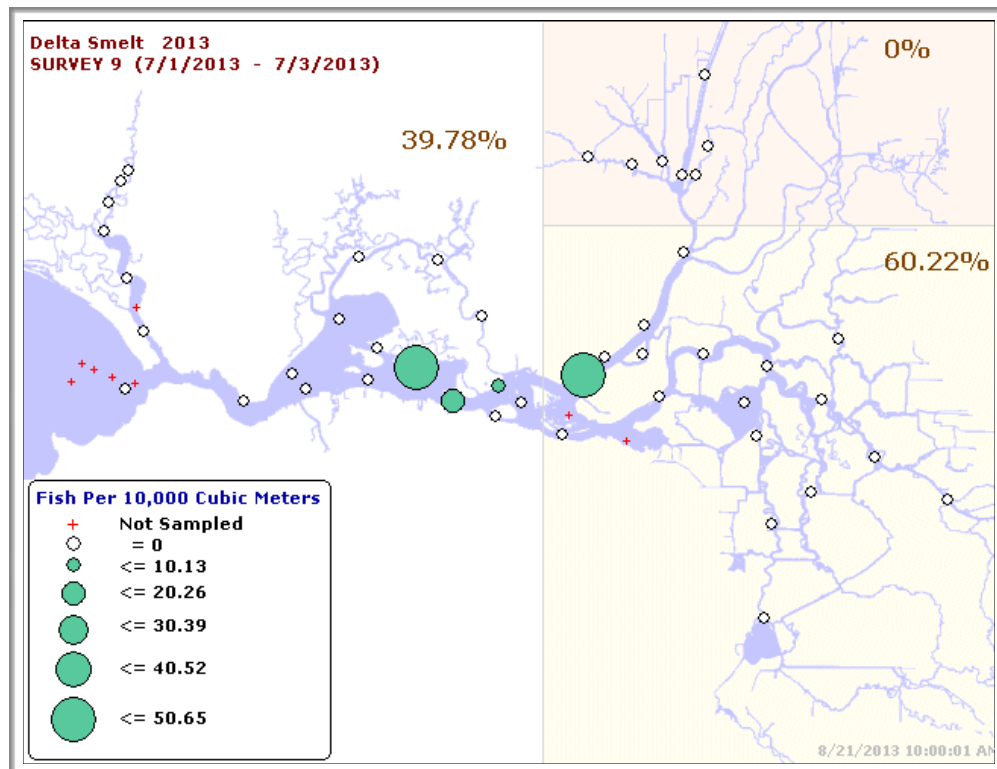 Delta Smelt 2013
SURVEY 9 (7/1/2013 - 7/3/2013)
0%
39.78%
60.22%
Fish Per 10,000 Cubic Meters
Not Sampled
= 0
<= 10.13
<= 20.26
<= 30.39
<= 40.52
<= 50.65
8/21/2013 10:00:01 AM